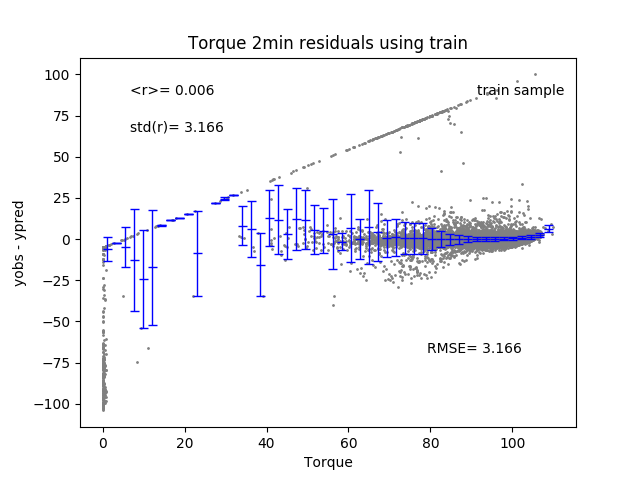 Torque 2min residuals using train
<r>= 0.006
train sample
std(r)= 3.166
RMSE= 3.166
yobs - ypred
100
75
50
25
0
−25
−50
−75
−100
0 20 40 60 80 100
Torque